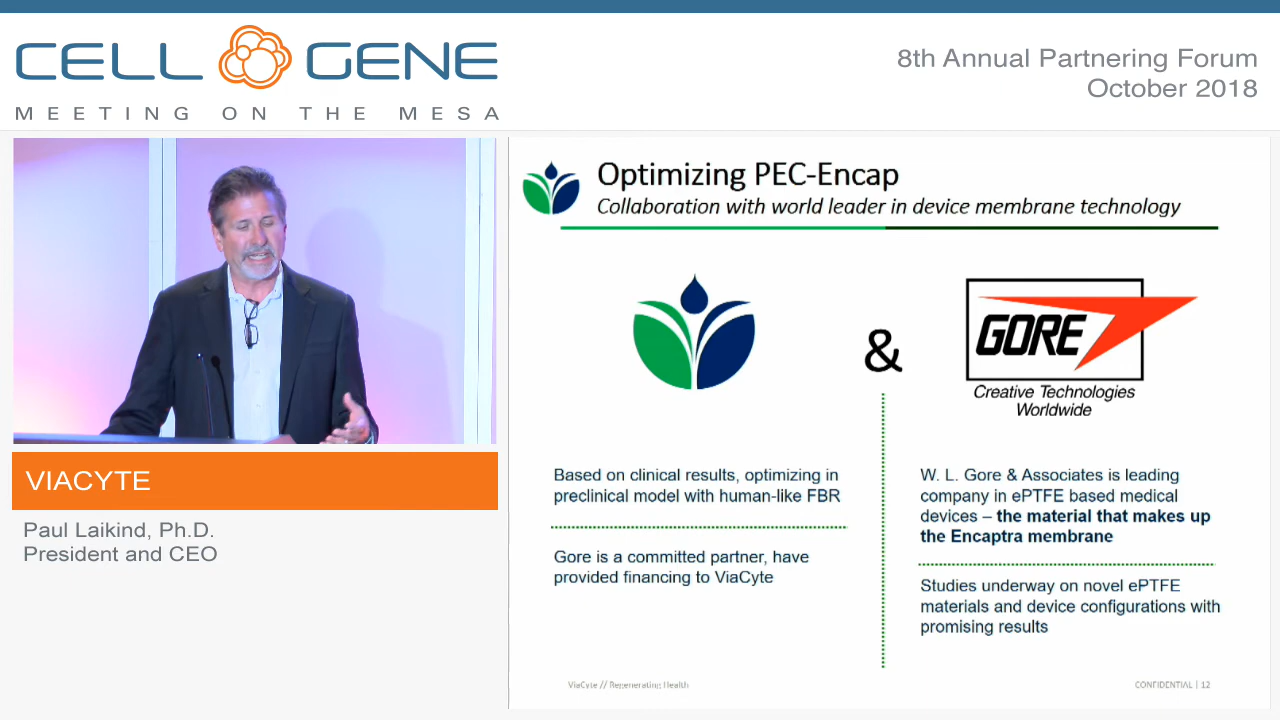 CELL GENE
MEETING ON THE MESA
8th Annual Partnering Forum
October 2018
VIACYTE
Paul Laikind, Ph.D.
President and CEO
Optimizing PEC-Encap
Collaboration with world leader in device membrane technology
&
GORE
Creative Technologies
Worldwide
Based on clinical results, optimizing in
preclinical model with human-like FBR
Gore is a committed partner, have
provided financing to ViaCyte
W. L. Gore & Associates is leading
company in ePTFE based medical
devices – the material that makes up
the Encaptra membrane
Studies underway on novel ePTFE
materials and device configurations with
promising results
ViaCyte // Regenerating Health
CONFIDENTIAL | 12